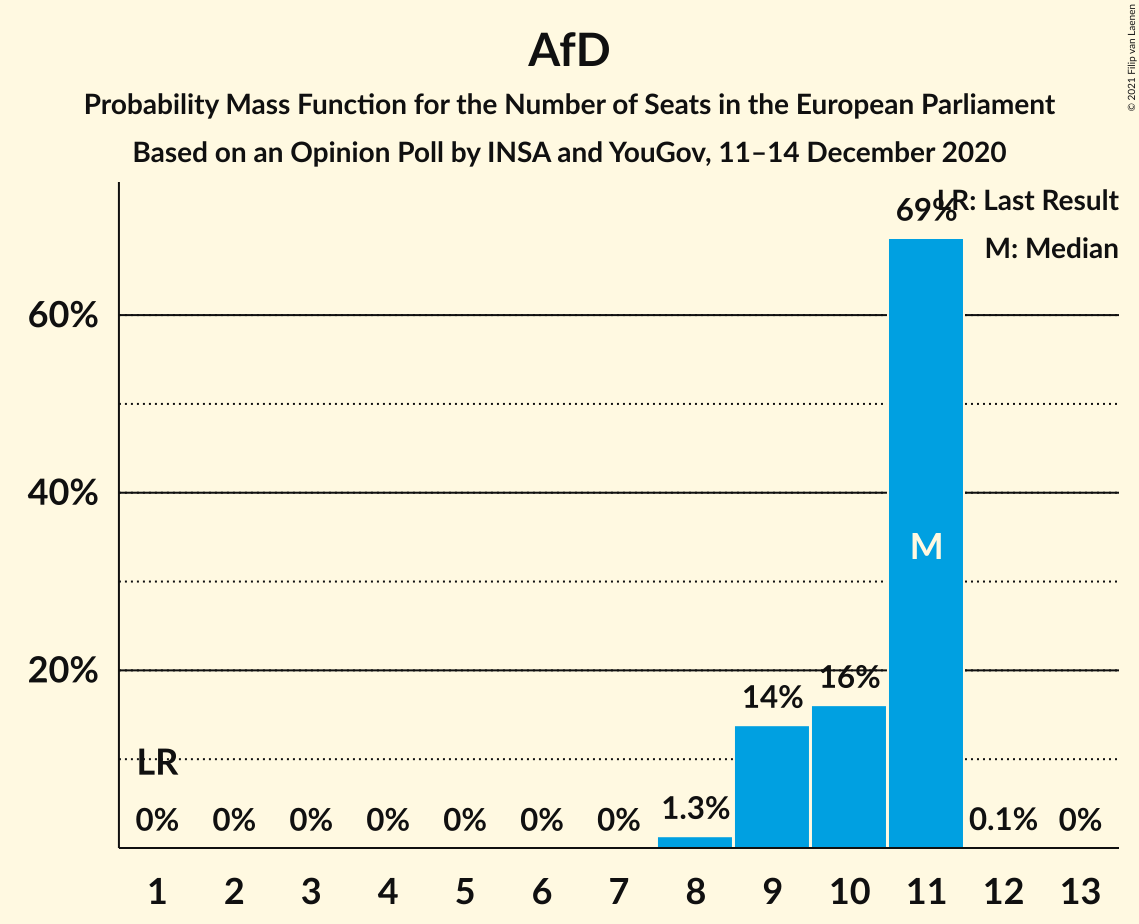 AfD
Probability Mass Function for the Number of Seats in the European Parliament
Based on an Opinion Poll by INSA and YouGov, 11–14 December 2020
© 2021 Filip van Laenen
LR: Last Result
M: Median
69%
60%
40%
M
20%
16%
14%
LR
0% 0% 0% 0% 0% 0% 0% 1.3% 0.1% 0%
1 2 3 4 5 6 7 8 9 10 11 12 13